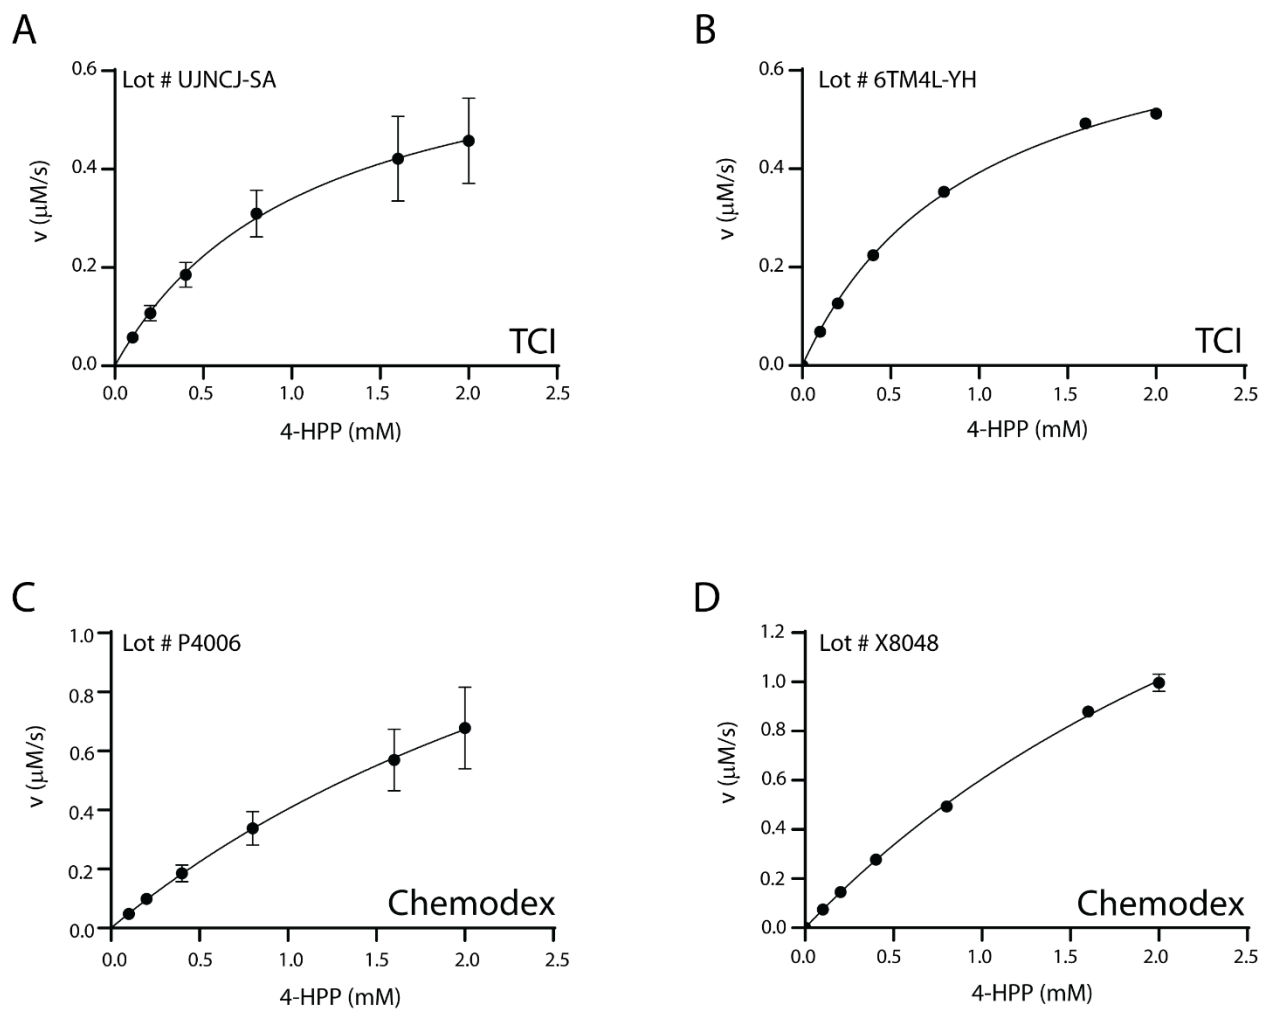 A
Lot # UJNCJ-SA
0.6
0.4
0.2
0.0
v (μM/s)
TCI
0.0 0.5 1.0 1.5 2.0 2.5
4-HPP (mM)
B
Lot # 6TM4L-YH
0.6
0.4
0.2
0.0
v (μM/s)
TCI
0.0 0.5 1.0 1.5 2.0 2.5
4-HPP (mM)
C
Lot # P4006
1.0
0.8
0.6
0.4
0.2
0.0
v (μM/s)
Chemodex
0.0 0.5 1.0 1.5 2.0 2.5
4-HPP (mM)
D
Lot # X8048
1.2
1.0
0.8
0.6
0.4
0.2
0.0
v (μM/s)
Chemodex
0.0 0.5 1.0 1.5 2.0 2.5
4-HPP (mM)